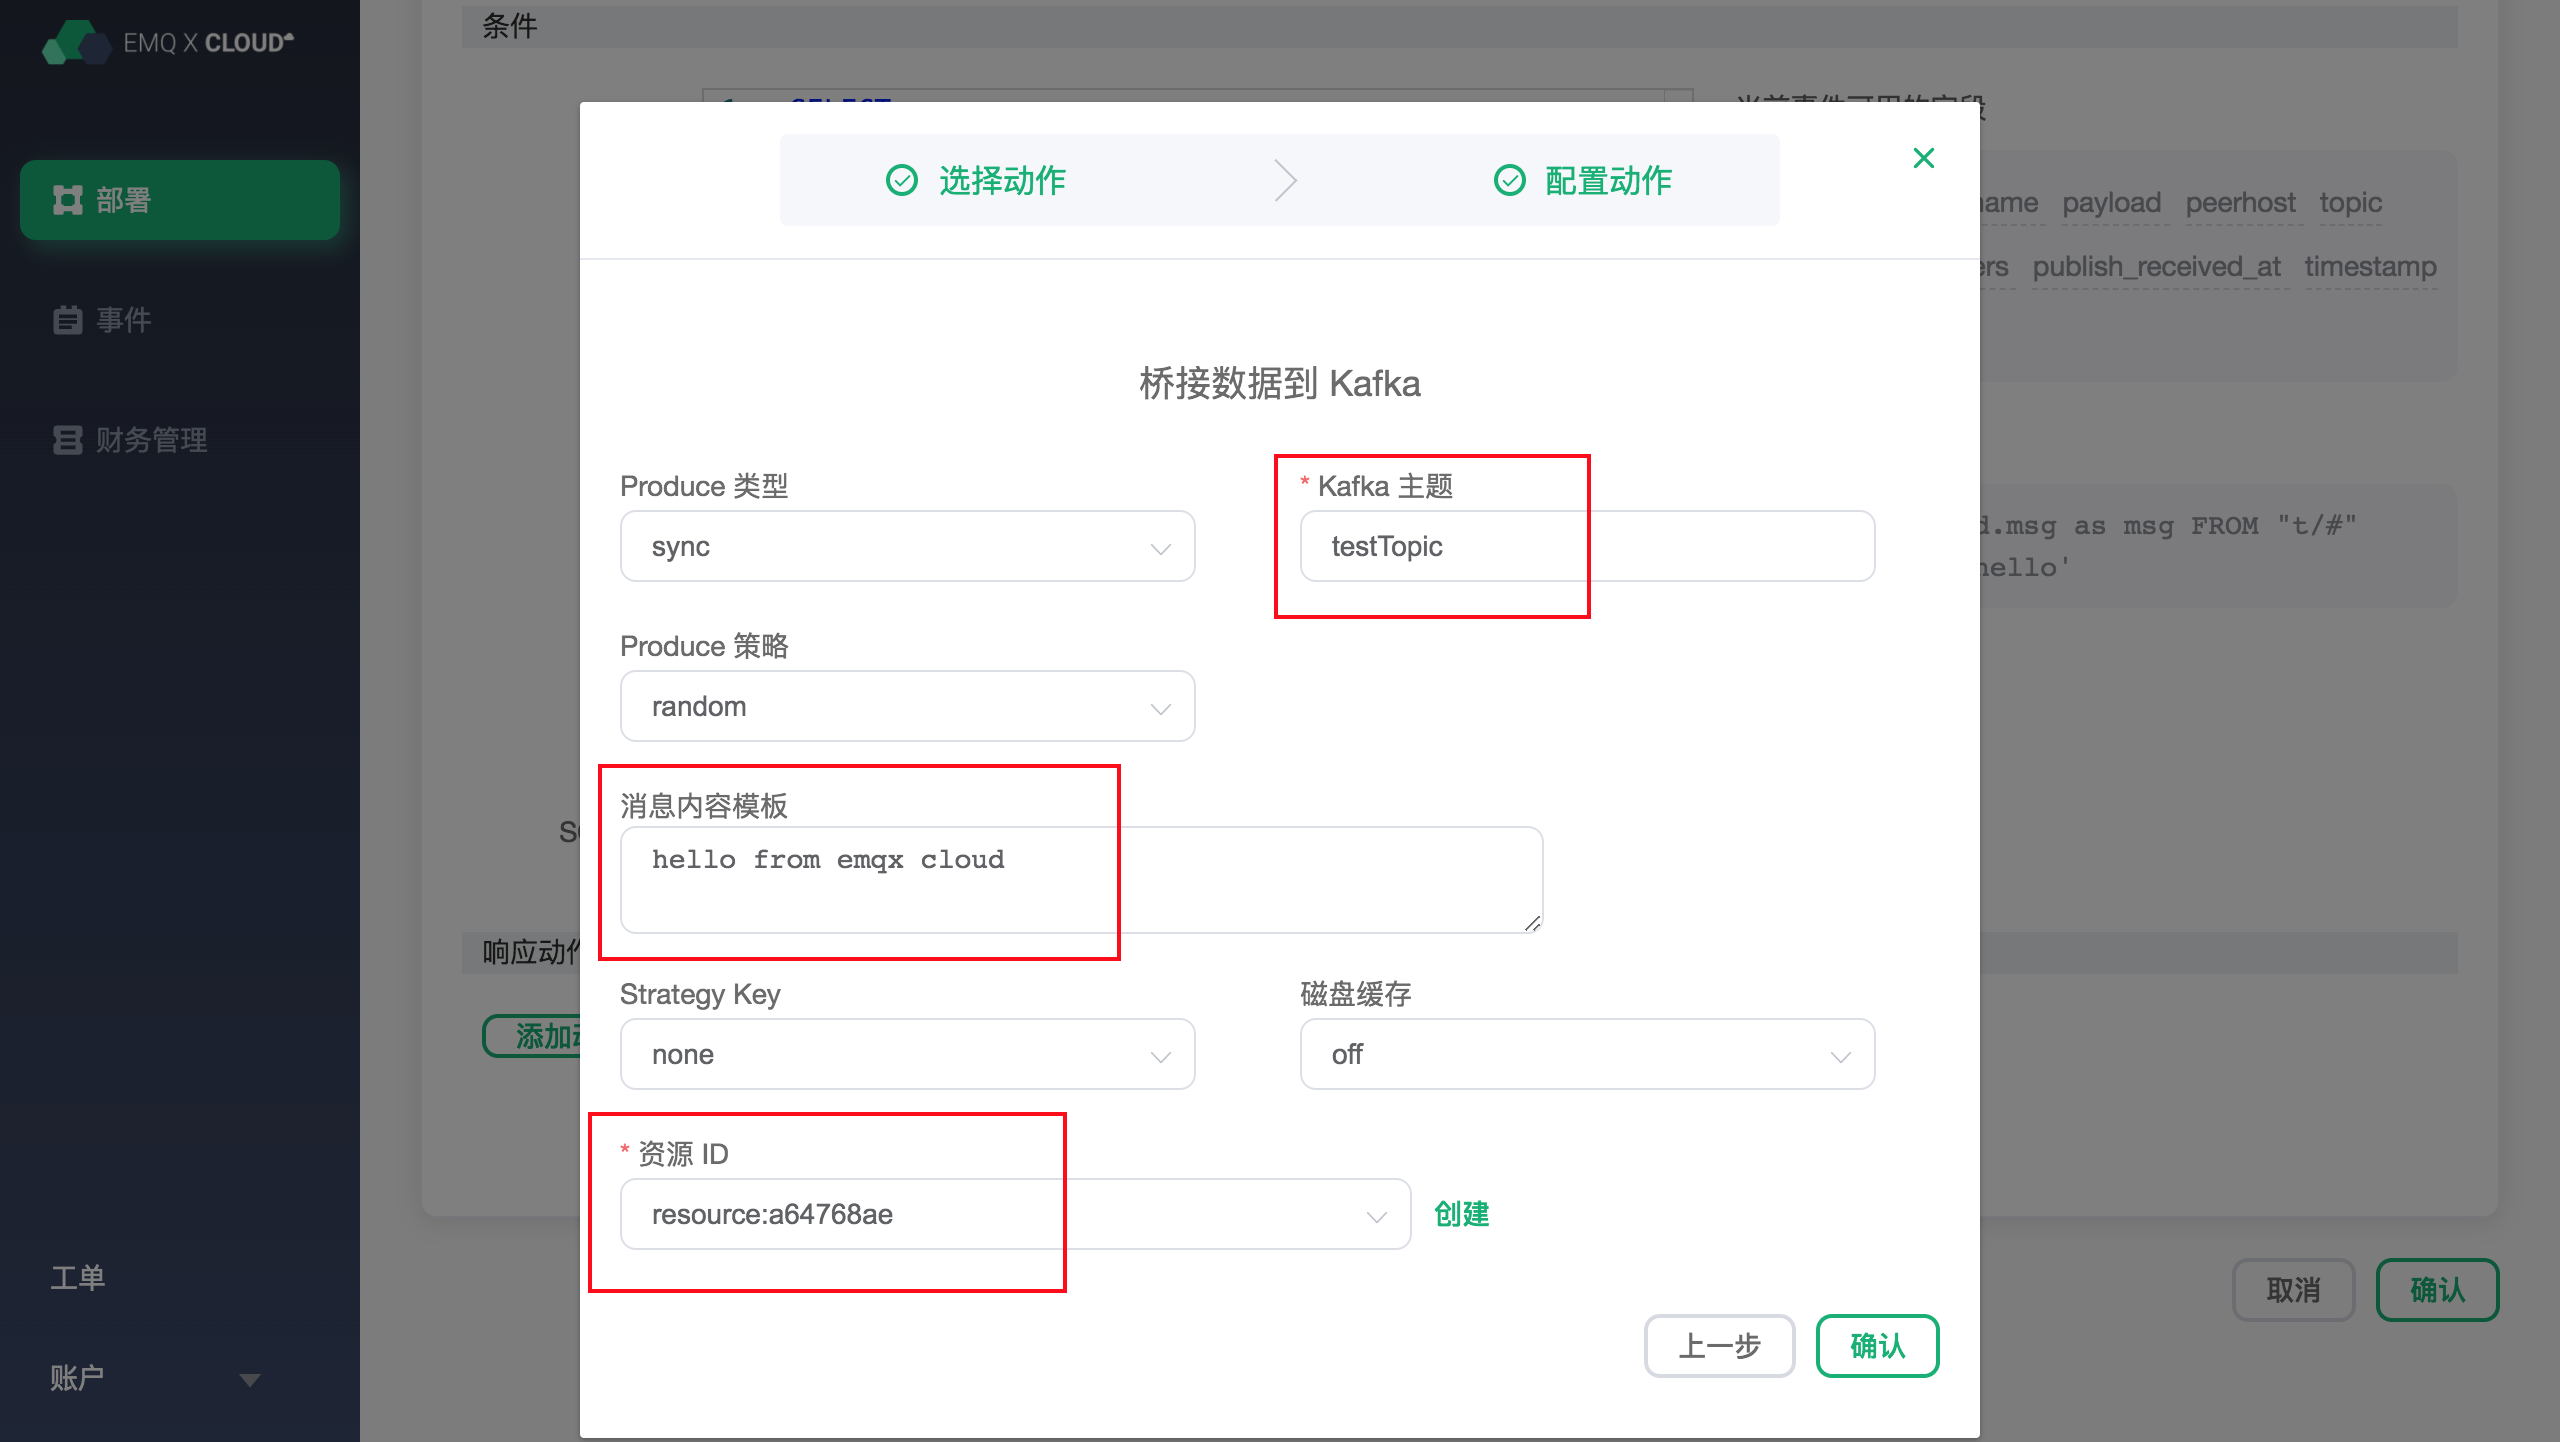 EMQ X CLOUD
部署
事件
财务管理
工单
账户
条件
选择动作
配置动作
payload peerhost topic
publish_received_at timestamp
d.msg as msg FROM "t/#"
hello'
桥接数据到 Kafka
Produce 类型
* Kafka 主题
sync
testTopic
Produce 策略
random
消息内容模板
hello from emqx cloud
Strategy Key
磁盘缓存
none
off
* 资源 ID
resource:a64768ae
创建
上一步
确认
响应动作
添加
取消
确认